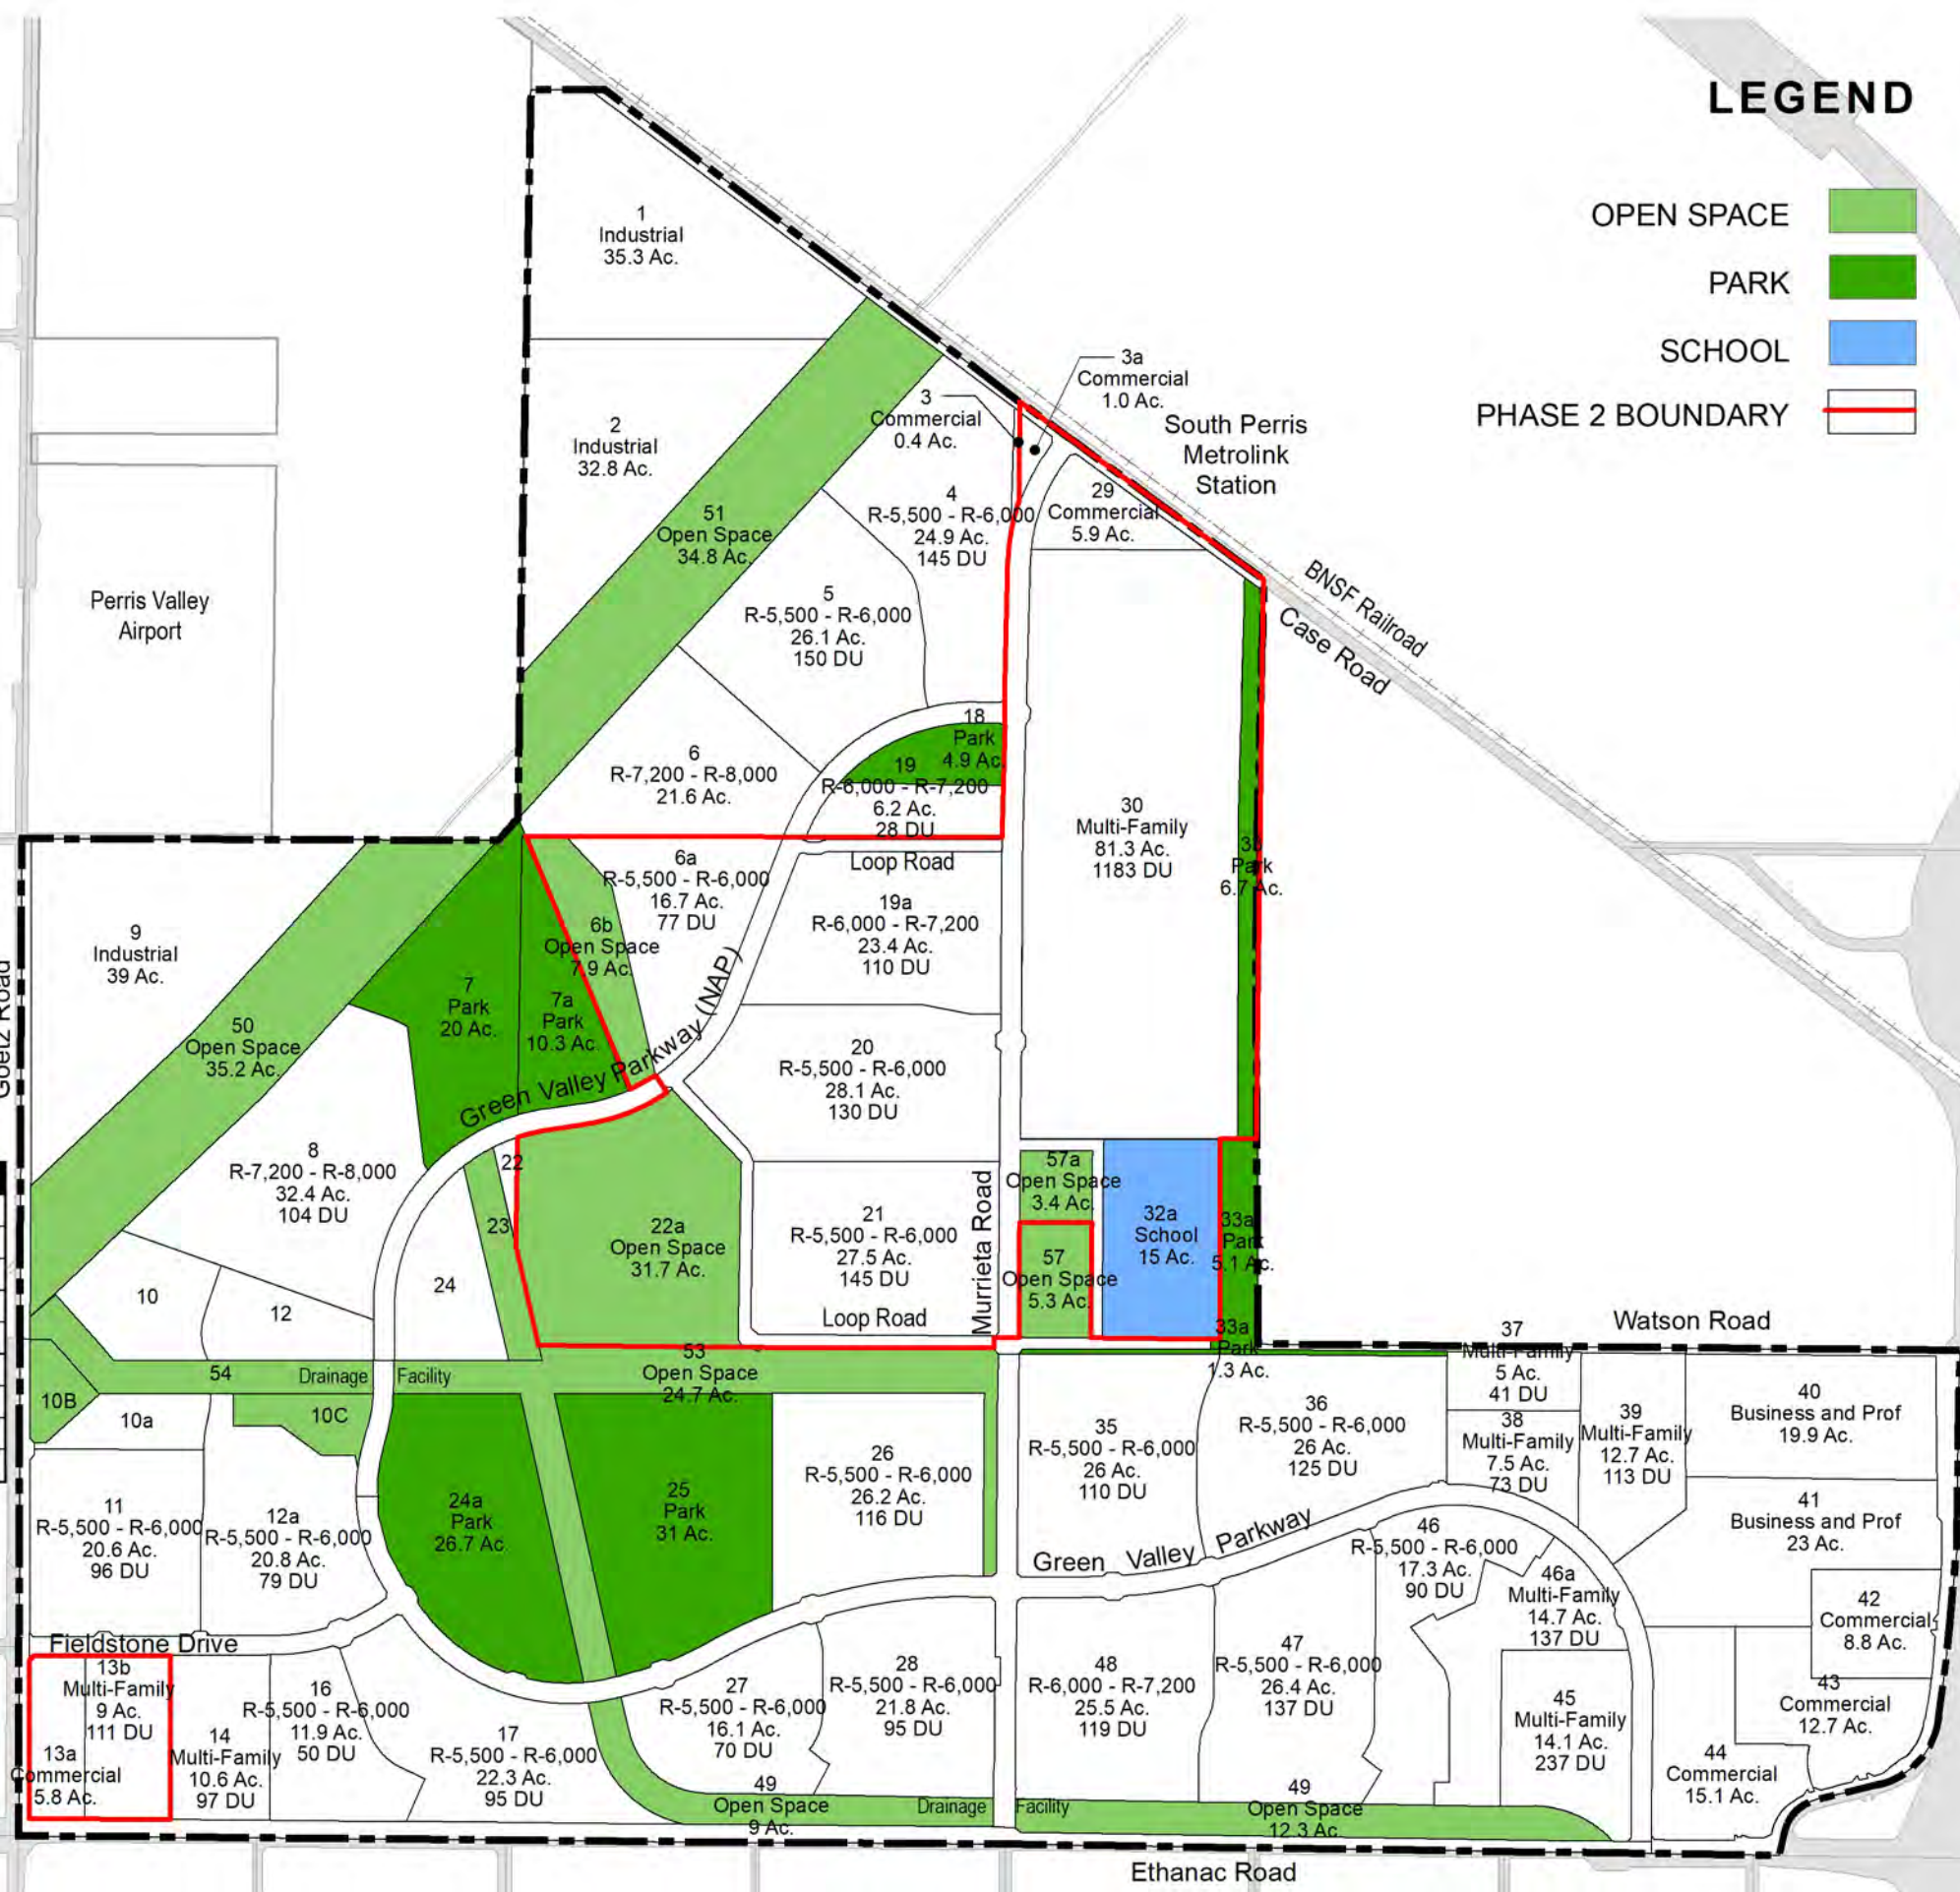 LEGEND
OPEN SPACE
PARK
SCHOOL
PHASE 2 BOUNDARY
1
Industrial
35.3 Ac.
2
Industrial
32.8 Ac.
3
Commercial
0.4 Ac.
3a
Commercial
1.0 Ac.
South Perris
Metrolink
Station
BNSF Railroad
Case Road
29
Commercial
5.9 Ac.
4
R-5,500 - R-6,000
24.9 Ac.
145 DU
51
Open Space
34.8 Ac.
5
R-5,500 - R-6,000
26.1 Ac.
150 DU
Perris Valley
Airport
18
Park
4.9 Ac.
19
R-6,000 - R-7,200
6.2 Ac.
28 DU
6
R-7,200 - R-8,000
21.6 Ac.
30
Multi-Family
81.3 Ac.
1183 DU
Park
6.7 Ac.
Loop Road
6a
R-5,500 - R-6,000
16.7 Ac.
77 DU
6b
Open Space
7.9 Ac.
19a
R-6,000 - R-7,200
23.4 Ac.
110 DU
9
Industrial
39 Ac.
Goetz Road
7
Park
20 Ac.
7a
Park
10.3 Ac.
50
Open Space
35.2 Ac.
Green Valley Parkway (NAP)
20
R-5,500 - R-6,000
28.1 Ac.
130 DU
8
R-7,200 - R-8,000
32.4 Ac.
104 DU
22
23
24
22a
Open Space
31.7 Ac.
21
R-5,500 - R-6,000
27.5 Ac.
145 DU
Loop Road
Murrieta Road
57a
Open Space
3.4 Ac.
57
Open Space
5.3 Ac.
32a
School
15 Ac.
33a
Park
5.1 Ac.
33a
Park
1.3 Ac.
Watson Road
10
12
54
Drainage
Facility
53
Open Space
24.7 Ac.
10B
10a
10C
37
Multi-Family
5 Ac.
41 DU
38
Multi-Family
7.5 Ac.
73 DU
39
Multi-Family
12.7 Ac.
113 DU
40
Business and Prof
19.9 Ac.
41
Business and Prof
23 Ac.
35
R-5,500 - R-6,000
26 Ac.
110 DU
36
R-5,500 - R-6,000
26 Ac.
125 DU
26
R-5,500 - R-6,000
26.2 Ac.
116 DU
25
Park
31 Ac.
24a
Park
26.7 Ac.
11
R-5,500 - R-6,000
20.6 Ac.
96 DU
12a
R-5,500 - R-6,000
20.8 Ac.
79 DU
Green Valley Parkway
46
R-5,500 - R-6,000
17.3 Ac.
90 DU
46a
Multi-Family
14.7 Ac.
137 DU
42
Commercial
8.8 Ac.
Fieldstone Drive
13b
Multi-Family
9 Ac.
111 DU
13a
Commercial
5.8 Ac.
14
Multi-Family
10.6 Ac.
97 DU
16
R-5,500 - R-6,000
11.9 Ac.
50 DU
17
R-5,500 - R-6,000
22.3 Ac.
95 DU
27
R-5,500 - R-6,000
16.1 Ac.
70 DU
28
R-5,500 - R-6,000
21.8 Ac.
95 DU
48
R-6,000 - R-7,200
25.5 Ac.
119 DU
47
R-5,500 - R-6,000
26.4 Ac.
137 DU
45
Multi-Family
14.1 Ac.
237 DU
43
Commercial
12.7 Ac.
44
Commercial
15.1 Ac.
49
Open Space
9 Ac.
Drainage
Facility
49
Open Space
12.3 Ac.
Ethanac Road